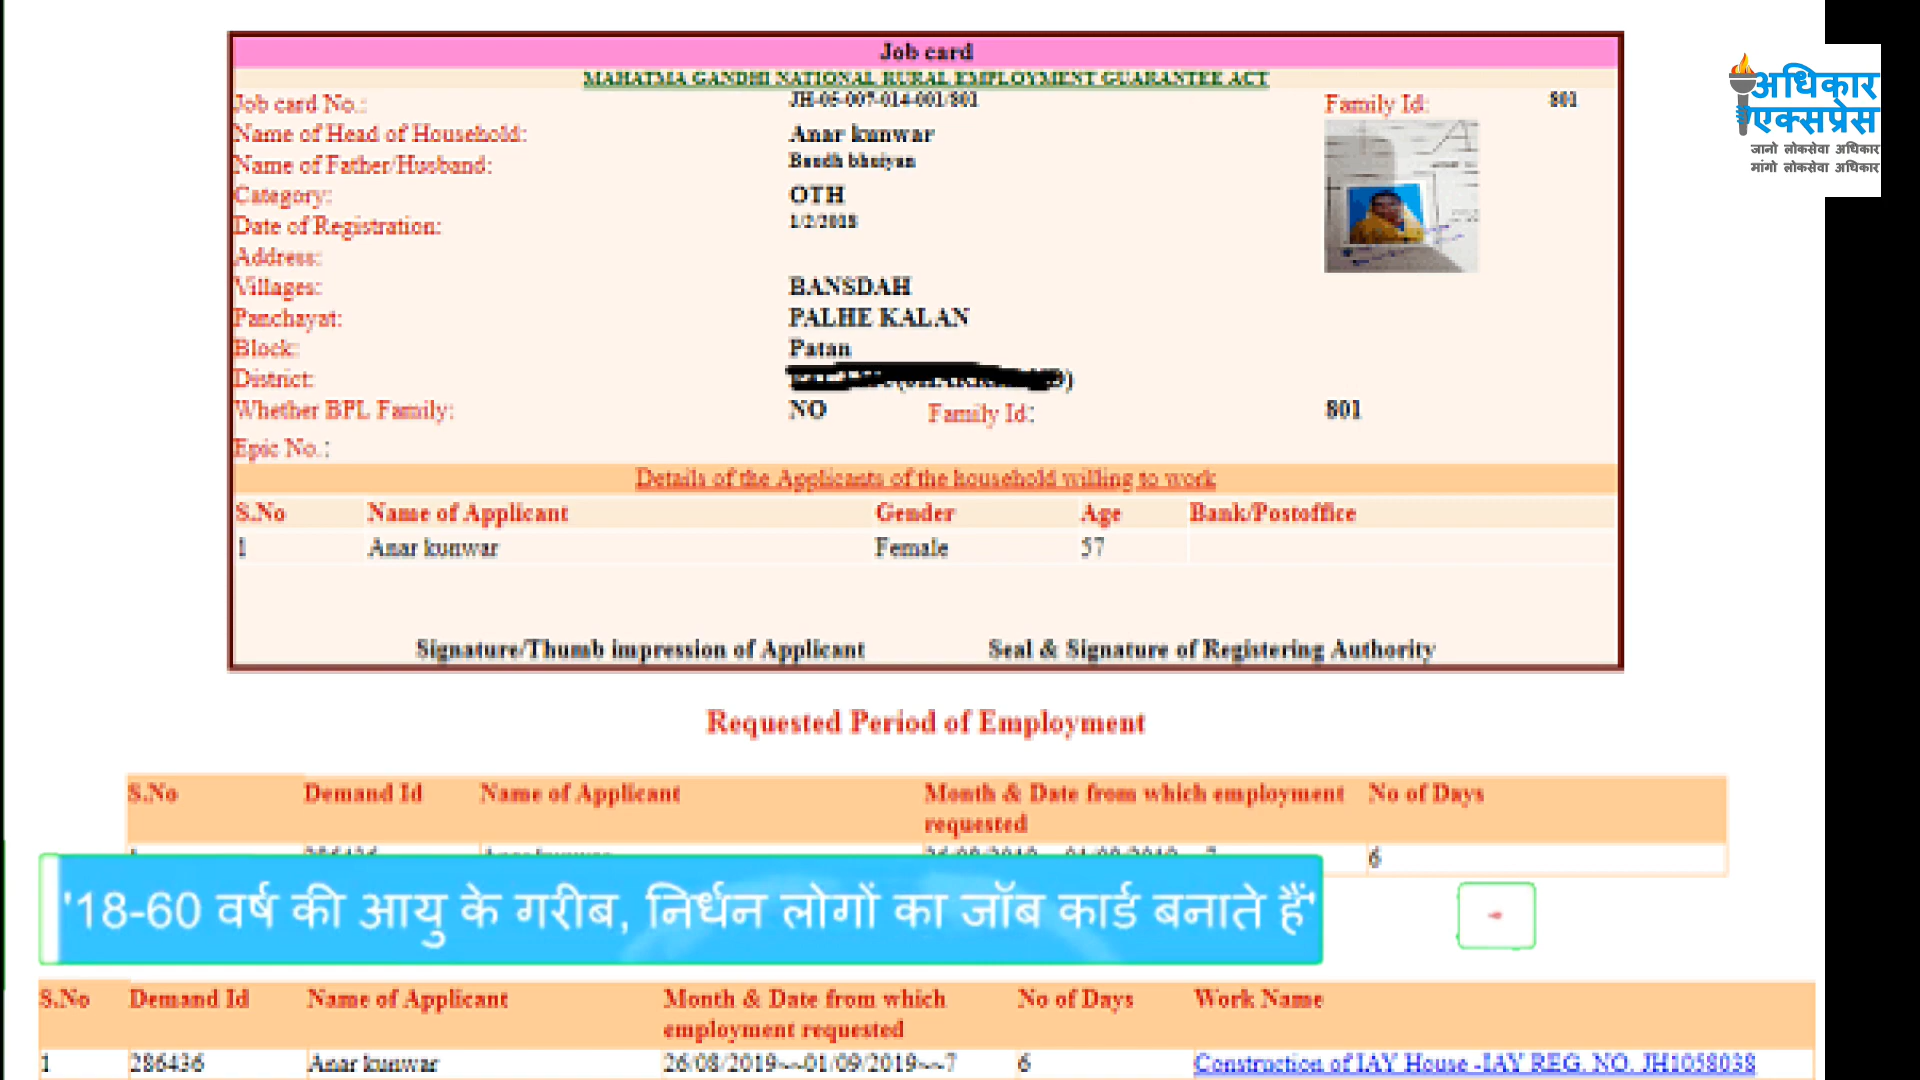 Job card
MAHATMA GANDHI NATIONAL RURAL EMPLOYMENT GUARANTEE ACT
Job card No.: JH-05-007-014-001/801 Family Id: 801
Name of Head of Household: Anar kunwar
Name of Father/Husband: Baudh bhuiyan
Category: OTH
Date of Registration: 1/2/2018
Address:
Villages: BANSDAH
Panchayat: PALHE KALAN
Block: Patan
District:
Whether BPL Family: NO Family Id: 801
Epic No.:
Details of the Applicants of the household willing to work
S.No Name of Applicant Gender Age Bank/Postoffice
1 Anar kunwar Female 57
Signature/Thumb impression of Applicant Seal & Signature of Registering Authority
अधिकार
एक्सप्रेस
जानो लोकसेवा अधिकार
मांगो लोकसेवा अधिकार
Requested Period of Employment
S.No Demand Id Name of Applicant Month & Date from which employment requested No of Days
6
'18-60 वर्ष की आयु के गरीब, निर्धन लोगों का जॉब कार्ड बनाते हैं'
S.No Demand Id Name of Applicant Month & Date from which employment requested No of Days Work Name
1 286436 Anar kunwar 26/08/2019~~01/09/2019~~7 6 Construction of IAY House -IAY REG. NO. JH1058038